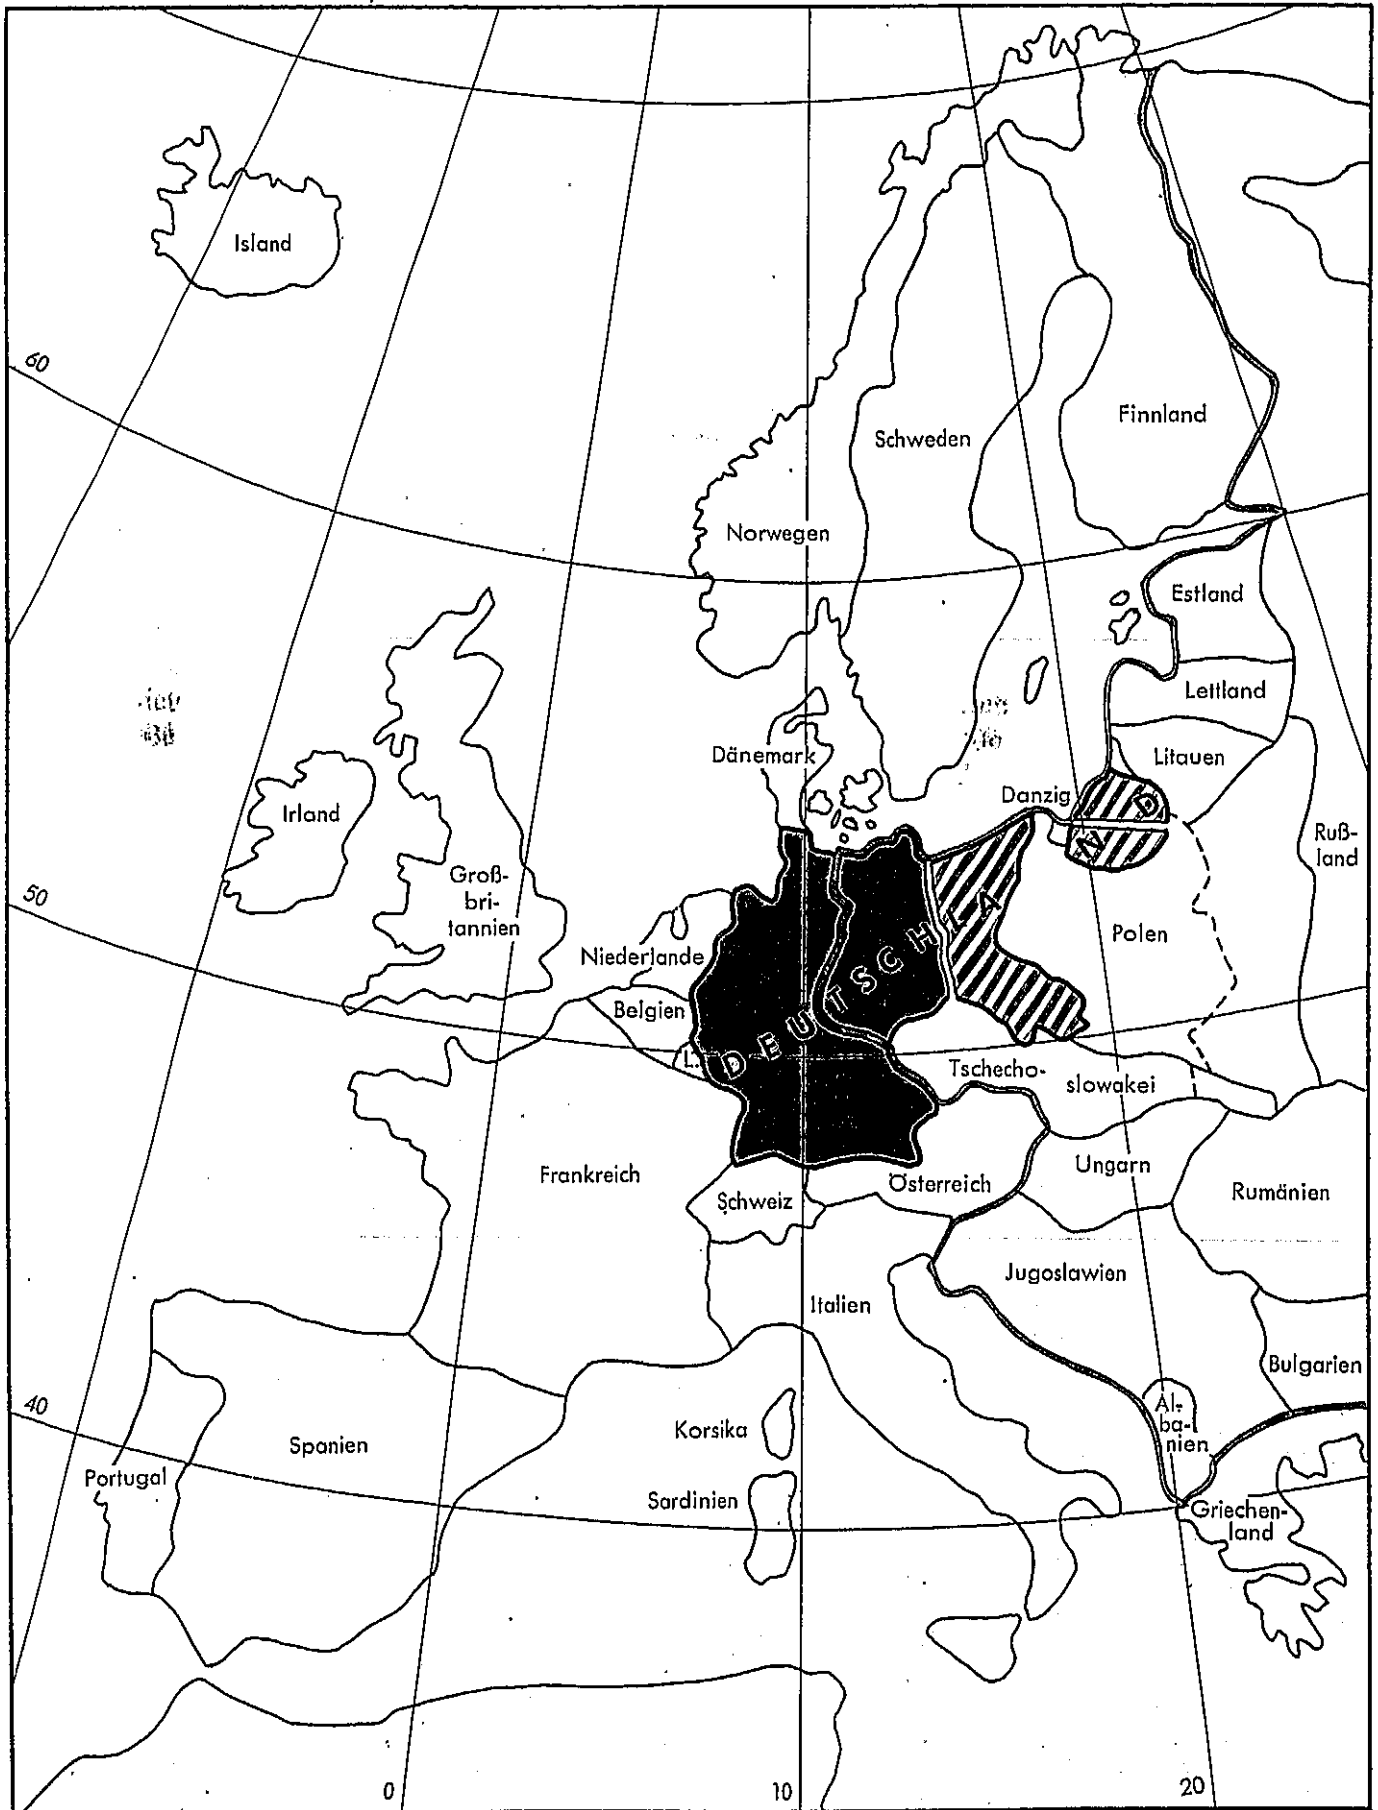 Island
60
Finnland
Schweden
Norwegen
Estland
Lettland
Dänemark
Litauen
Danzig
Irland
Ruß-
land
Groß-
bri-
tannien
50
Polen
Niederlande
Belgien
L.
DEUTSCHLAND
Tschecho-
slowakei
Frankreich
Ungarn
Österreich
Schweiz
Rumänien
Jugoslawien
Italien
Bulgarien
40
Al-
ba-
nien
Korsika
Spanien
Portugal
Sardinien
Griechen-
land
0
10
20